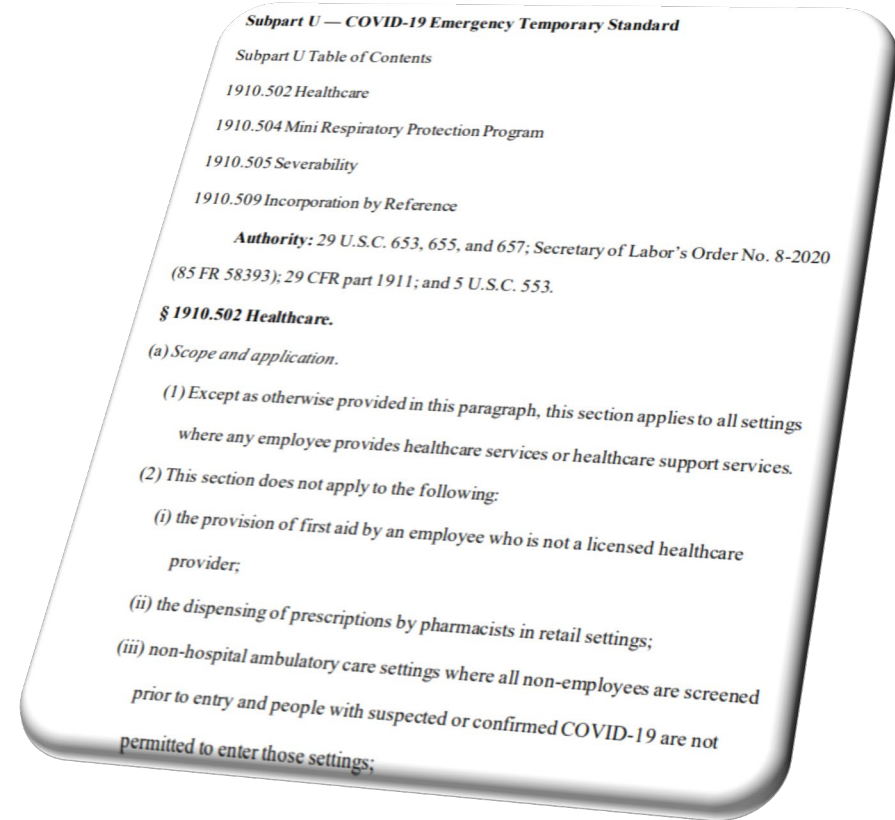 Subpart U — COVID-19 Emergency Temporary Standard
Subpart U Table of Contents
1910.502 Healthcare
1910.504 Mini Respiratory Protection Program
1910.505 Severability
1910.509 Incorporation by Reference
Authority: 29 U.S.C. 653, 655, and 657; Secretary of Labor's Order No. 8-2020
(85 FR 58393); 29 CFR part 1911; and 5 U.S.C. 553.
§ 1910.502 Healthcare.
(a) Scope and application.
(1) Except as otherwise provided in this paragraph, this section applies to all settings
where any employee provides healthcare services or healthcare support services.
(2) This section does not apply to the following:
(i) the provision of first aid by an employee who is not a licensed healthcare
provider;
(ii) the dispensing of prescriptions by pharmacists in retail settings;
(iii) non-hospital ambulatory care settings where all non-employees are screened
prior to entry and people with suspected or confirmed COVID-19 are not
permitted to enter those settings;